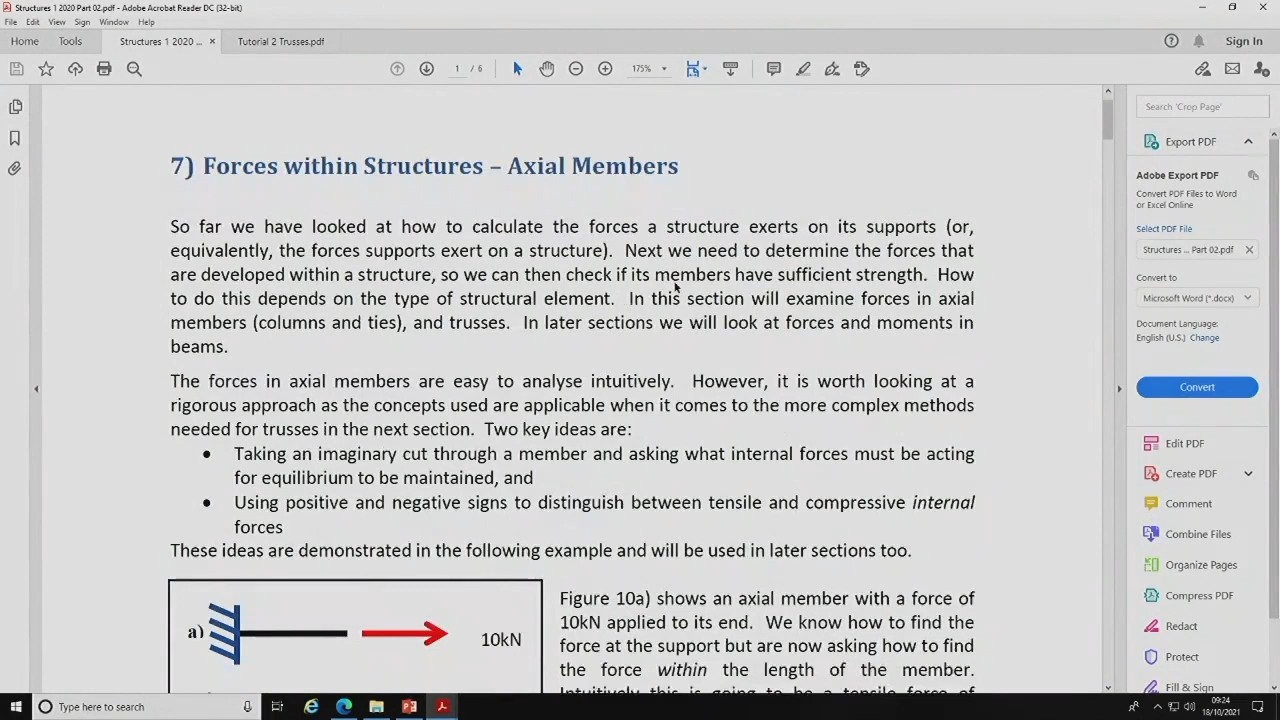 Structures 1 2020 Part 02.pdf - Adobe Acrobat Reader DC (32-bit)
File Edit View Sign Window Help
Home Tools Structures 1 2020 ... × Tutorial 2 Trusses.pdf Sign In
1 / 6 175%
Search 'Crop Page'
Export PDF
Adobe Export PDF
Convert PDF Files to Word
or Excel Online
Select PDF File
Structures ... Part 02.pdf ×
Convert to
Microsoft Word (*.docx)
Document Language:
English (U.S.) Change
Convert
Edit PDF
Create PDF
Comment
Combine Files
Organize Pages
Compress PDF
Redact
Protect
Fill & Sign
7) Forces within Structures – Axial Members
So far we have looked at how to calculate the forces a structure exerts on its supports (or,
equivalently, the forces supports exert on a structure). Next we need to determine the forces that
are developed within a structure, so we can then check if its members have sufficient strength. How
to do this depends on the type of structural element. In this section will examine forces in axial
members (columns and ties), and trusses. In later sections we will look at forces and moments in
beams.
The forces in axial members are easy to analyse intuitively. However, it is worth looking at a
rigorous approach as the concepts used are applicable when it comes to the more complex methods
needed for trusses in the next section. Two key ideas are:
• Taking an imaginary cut through a member and asking what internal forces must be acting
for equilibrium to be maintained, and
• Using positive and negative signs to distinguish between tensile and compressive internal
forces
These ideas are demonstrated in the following example and will be used in later sections too.
a)
10kN
Figure 10a) shows an axial member with a force of
10kN applied to its end. We know how to find the
force at the support but are now asking how to find
the force within the length of the member.
Intuitively this is going to be a tensile force of
Type here to search
09:24
18/10/2021